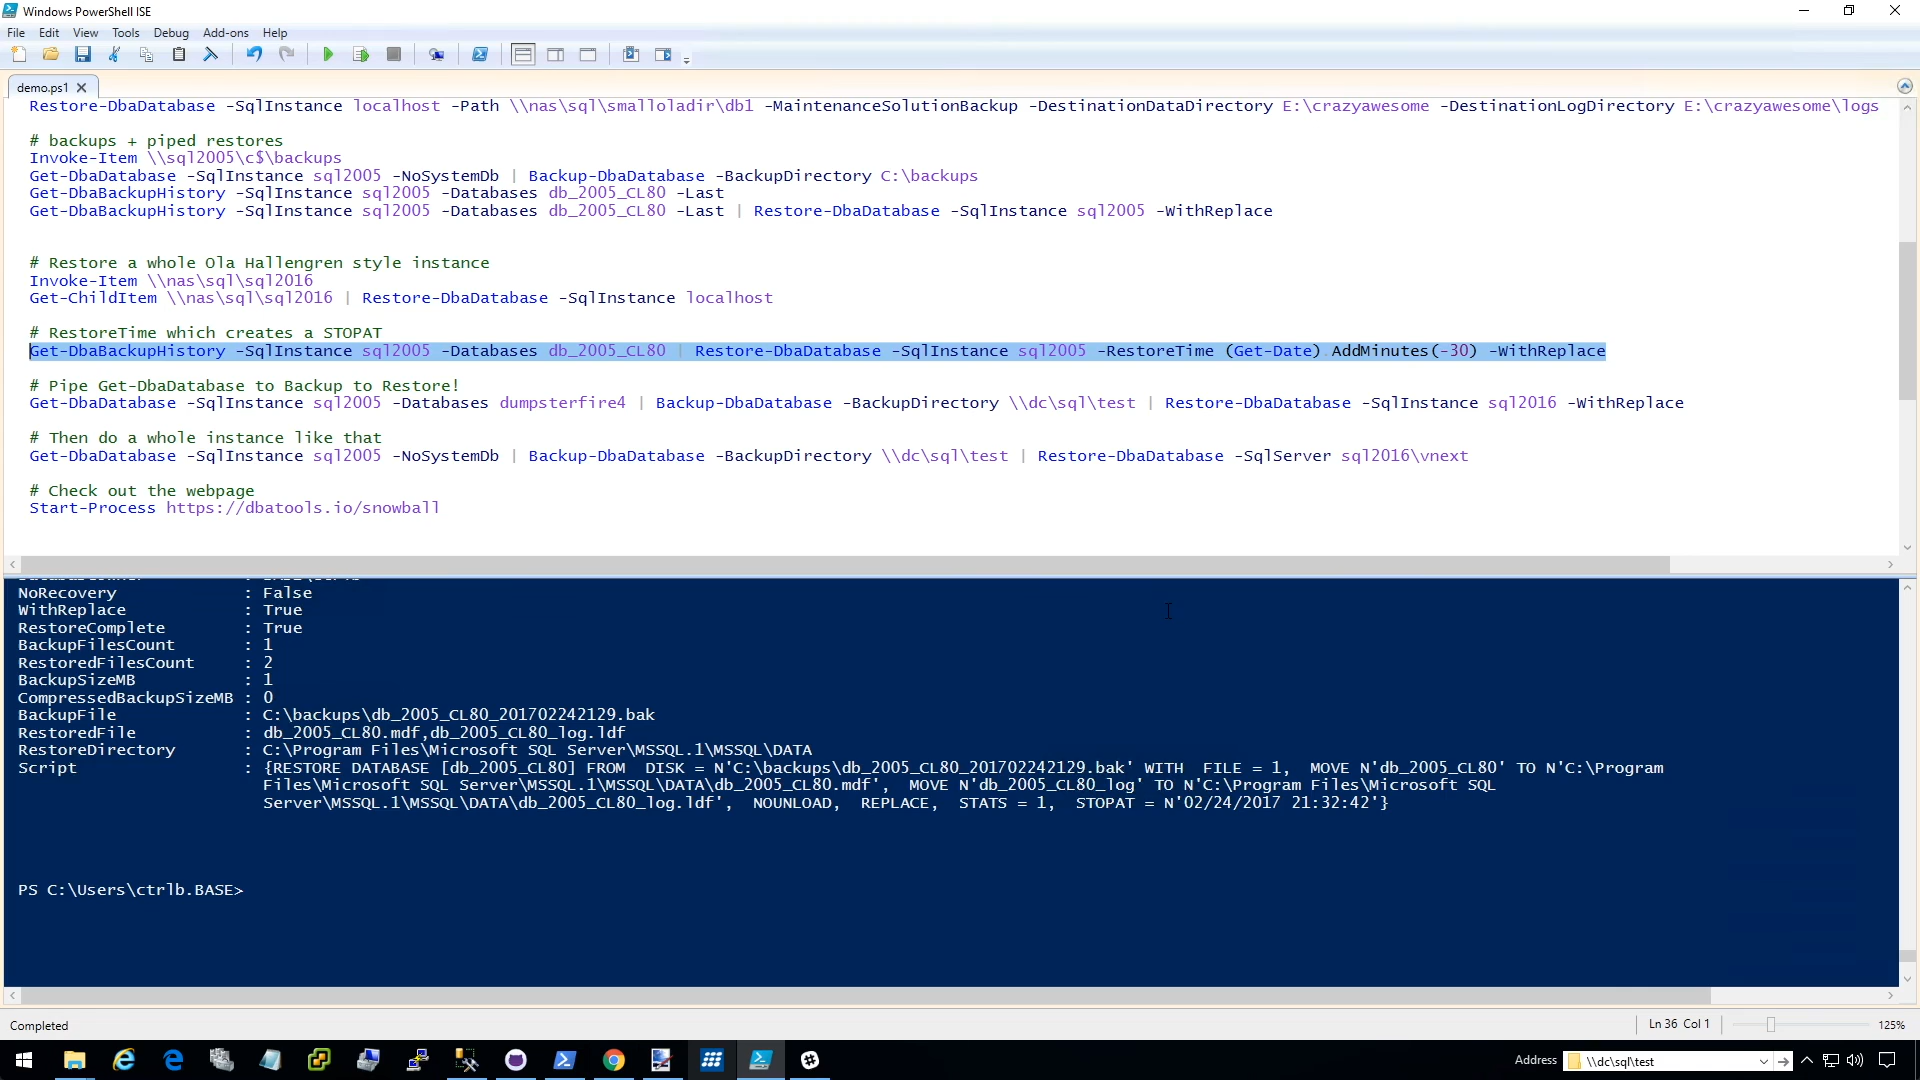 Windows PowerShell ISE
File Edit View Tools Debug Add-ons Help
demo.ps1
Restore-DbaDatabase -SqlInstance localhost -Path \\nas\sql\smalloladir\db1 -MaintenanceSolutionBackup -DestinationDataDirectory E:\crazyawesome -DestinationLogDirectory E:\crazyawesome\logs
# backups + piped restores
Invoke-Item \\sql2005\c$\backups
Get-DbaDatabase -SqlInstance sql2005 -NoSystemDb | Backup-DbaDatabase -BackupDirectory C:\backups
Get-DbaBackupHistory -SqlInstance sql2005 -Databases db_2005_CL80 -Last
Get-DbaBackupHistory -SqlInstance sql2005 -Databases db_2005_CL80 -Last | Restore-DbaDatabase -SqlInstance sql2005 -WithReplace
# Restore a whole Ola Hallengren style instance
Invoke-Item \\nas\sql\sql2016
Get-ChildItem \\nas\sql\sql2016 | Restore-DbaDatabase -SqlInstance localhost
# RestoreTime which creates a STOPAT
Get-DbaBackupHistory -SqlInstance sql2005 -Databases db_2005_CL80 | Restore-DbaDatabase -SqlInstance sql2005 -RestoreTime (Get-Date).AddMinutes(-30) -WithReplace
# Pipe Get-DbaDatabase to Backup to Restore!
Get-DbaDatabase -SqlInstance sql2005 -Databases dumpsterfire4 | Backup-DbaDatabase -BackupDirectory \\dc\sql\test | Restore-DbaDatabase -SqlInstance sql2016 -WithReplace
# Then do a whole instance like that
Get-DbaDatabase -SqlInstance sql2005 -NoSystemDb | Backup-DbaDatabase -BackupDirectory \\dc\sql\test | Restore-DbaDatabase -SqlServer sql2016\vnext
# Check out the webpage
Start-Process https://dbatools.io/snowball
NoRecovery : False
WithReplace : True
RestoreComplete : True
BackupFilesCount : 1
RestoredFilesCount : 2
BackupSizeMB : 1
CompressedBackupSizeMB : 0
BackupFile : C:\backups\db_2005_CL80_201702242129.bak
RestoredFile : db_2005_CL80.mdf,db_2005_CL80_log.ldf
RestoreDirectory : C:\Program Files\Microsoft SQL Server\MSSQL.1\MSSQL\DATA
Script : {RESTORE DATABASE [db_2005_CL80] FROM  DISK = N'C:\backups\db_2005_CL80_201702242129.bak' WITH  FILE = 1,  MOVE N'db_2005_CL80' TO N'C:\Program
Files\Microsoft SQL Server\MSSQL.1\MSSQL\DATA\db_2005_CL80.mdf',  MOVE N'db_2005_CL80_log' TO N'C:\Program Files\Microsoft SQL
Server\MSSQL.1\MSSQL\DATA\db_2005_CL80_log.ldf',  NOUNLOAD,  REPLACE,  STATS = 1,  STOPAT = N'02/24/2017 21:32:42'}
PS C:\Users\ctrlb.BASE>
Completed Ln 36 Col 1 125%
Address \\dc\sql\test